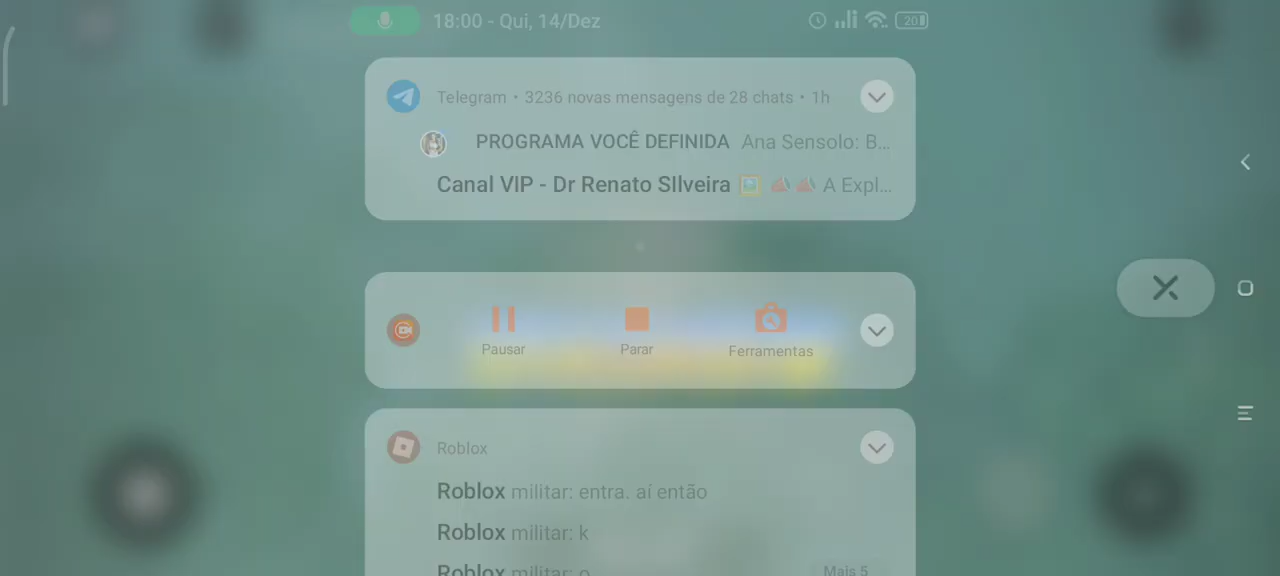 18:00 - Qui, 14/Dez
20
Telegram • 3236 novas mensagens de 28 chats • 1h
PROGRAMA VOCÊ DEFINIDA Ana Sensolo: B...
Canal VIP - Dr Renato SIlveira A Expl...
Pausar Parar Ferramentas
Roblox
Roblox militar: entra. aí então
Roblox militar: k
Roblox militar: o
Mais 5